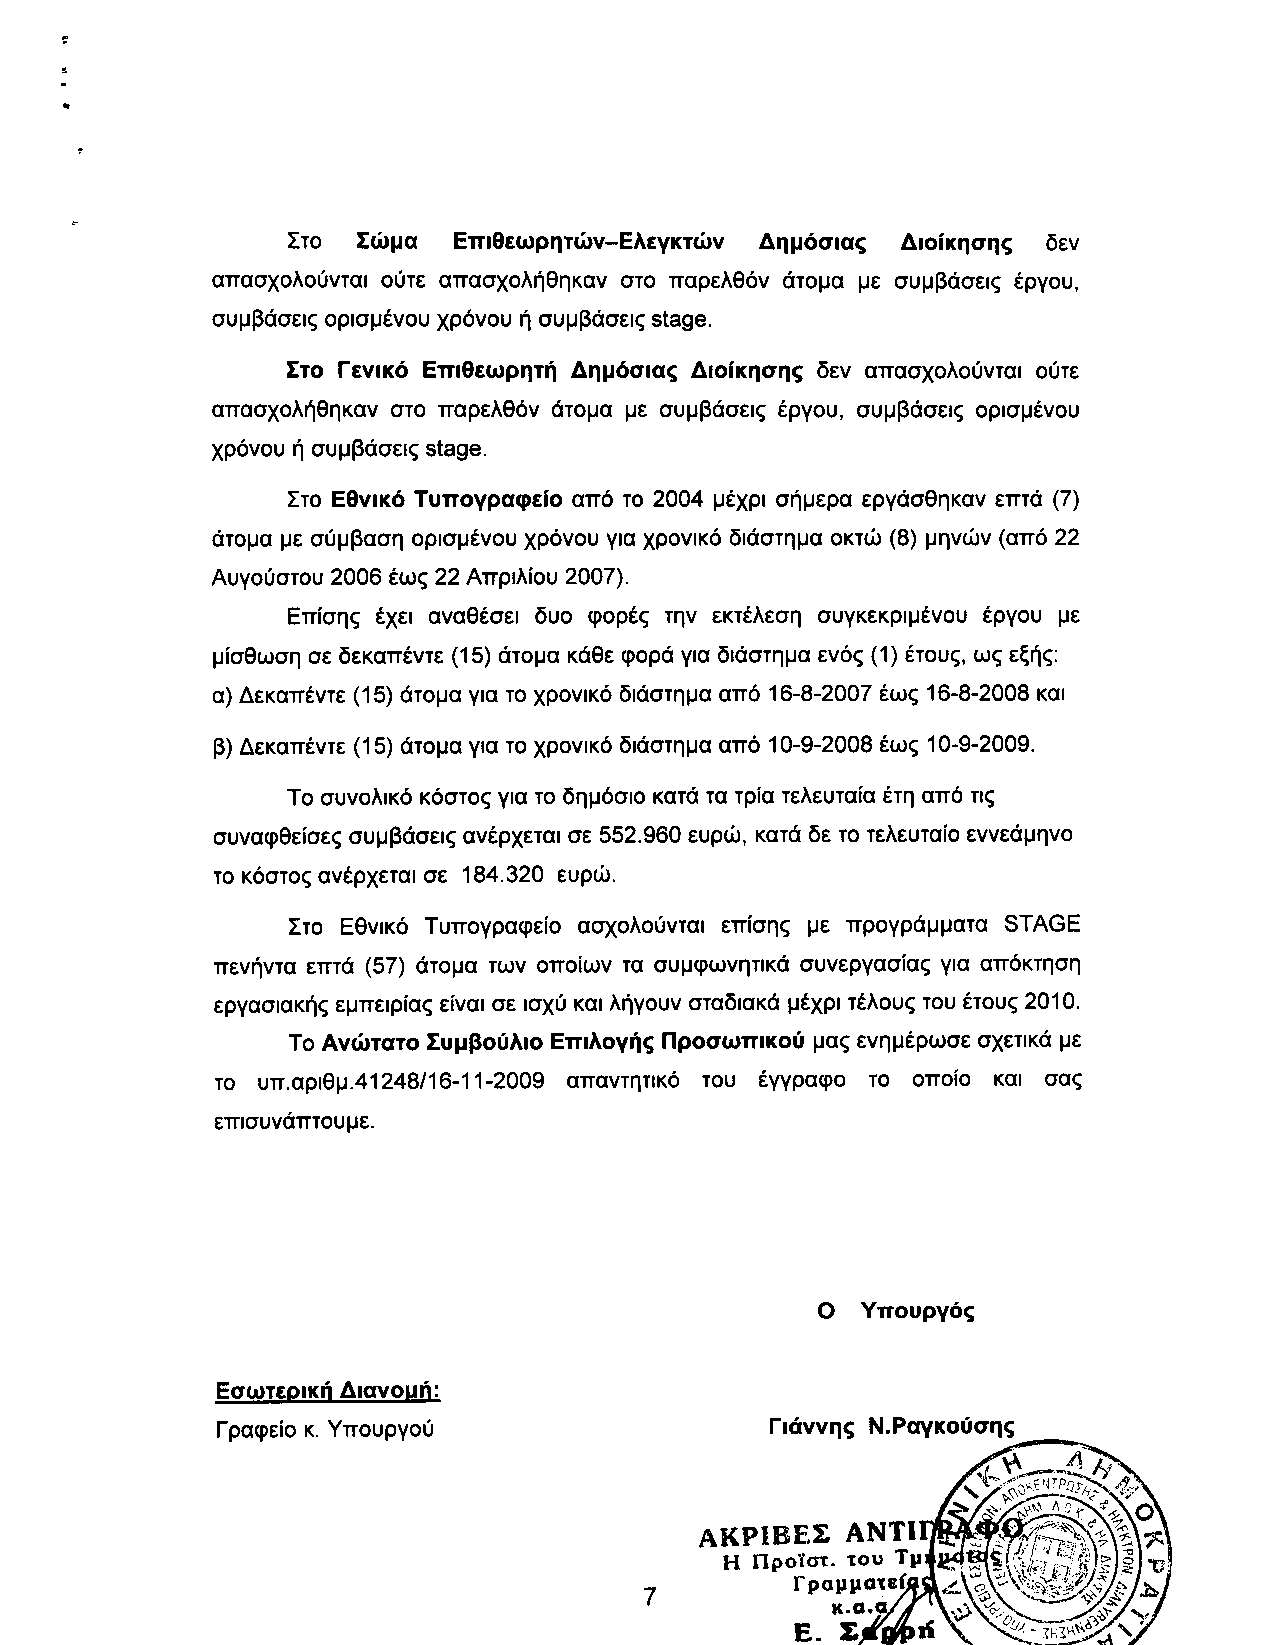 Στο Σώμα Επιθεωρητών–Ελεγκτών Δημόσιας Διοίκησης δεν
απασχολούνται ούτε απασχολήθηκαν στο παρελθόν άτομα με συμβάσεις έργου,
συμβάσεις ορισμένου χρόνου ή συμβάσεις stage.
Στο Γενικό Επιθεωρητή Δημόσιας Διοίκησης δεν απασχολούνται ούτε
απασχολήθηκαν στο παρελθόν άτομα με συμβάσεις έργου, συμβάσεις ορισμένου
χρόνου ή συμβάσεις stage.
Στο Εθνικό Τυπογραφείο από το 2004 μέχρι σήμερα εργάσθηκαν επτά (7)
άτομα με σύμβαση ορισμένου χρόνου για χρονικό διάστημα οκτώ (8) μηνών (από 22
Αυγούστου 2006 έως 22 Απριλίου 2007).
Επίσης έχει αναθέσει δυο φορές την εκτέλεση συγκεκριμένου έργου με
μίσθωση σε δεκαπέντε (15) άτομα κάθε φορά για διάστημα ενός (1) έτους, ως εξής:
α) Δεκαπέντε (15) άτομα για το χρονικό διάστημα από 16-8-2007 έως 16-8-2008 και
β) Δεκαπέντε (15) άτομα για το χρονικό διάστημα από 10-9-2008 έως 10-9-2009.
Το συνολικό κόστος για το δημόσιο κατά τα τρία τελευταία έτη από τις
συναφθείσες συμβάσεις ανέρχεται σε 552.960 ευρώ, κατά δε το τελευταίο εννεάμηνο
το κόστος ανέρχεται σε 184.320 ευρώ.
Στο Εθνικό Τυπογραφείο ασχολούνται επίσης με προγράμματα STAGE
πενήντα επτά (57) άτομα των οποίων τα συμφωνητικά συνεργασίας για απόκτηση
εργασιακής εμπειρίας είναι σε ισχύ και λήγουν σταδιακά μέχρι τέλους του έτους 2010.
Το Ανώτατο Συμβούλιο Επιλογής Προσωπικού μας ενημέρωσε σχετικά με
το υπ.αριθμ.41248/16-11-2009 απαντητικό του έγγραφο το οποίο και σας
επισυνάπτουμε.
Ο Υπουργός
Εσωτερική Διανομή:
Γραφείο κ. Υπουργού
Γιάννης Ν.Ραγκούσης
ΑΚΡΙΒΕΣ ΑΝΤΙΓΡΑΦΟ
Η Προϊστ. του Τμήματος
Γραμματείας
κ.α.α
Ε. Σαρρή
ΕΛΛΗΝΙΚΗ ΔΗΜΟΚΡΑΤΙΑ
7